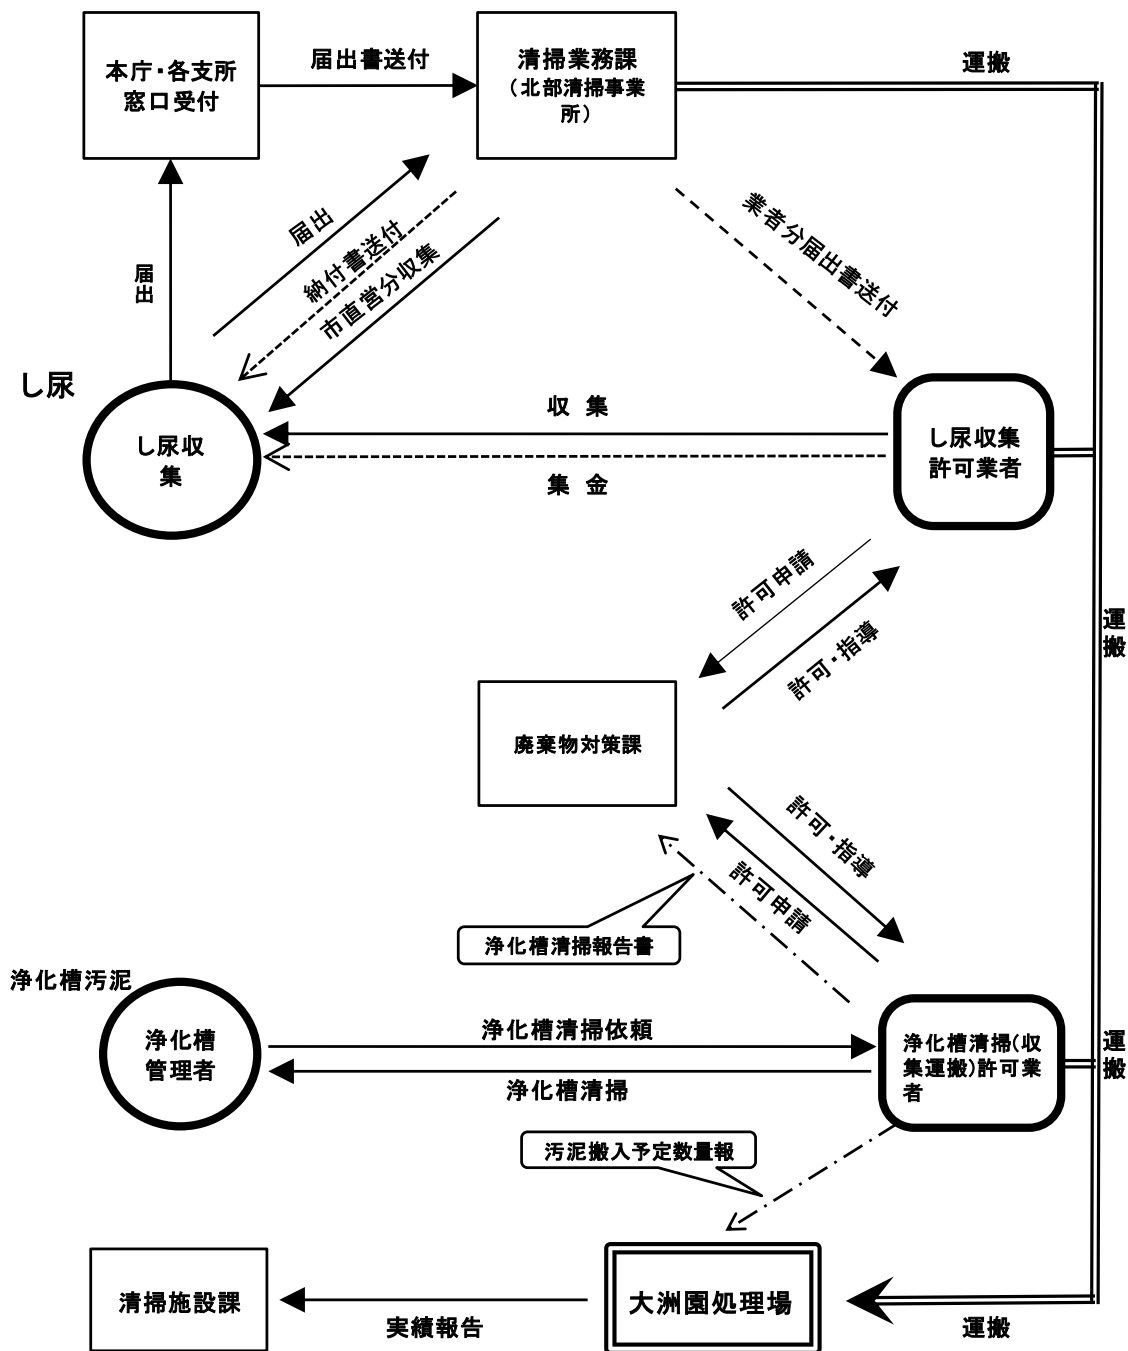 本庁・各支所
窓口受付
届出書送付
清掃業務課
（北部清掃事業
所）
運搬
届出
届出
納付書送付
市直営分収集
業者分届出書送付
し尿
し尿収
集
収 集
集 金
し尿収集
許可業者
許可申請
許可・指導
運搬
廃棄物対策課
許可・指導
許可申請
浄化槽清掃報告書
浄化槽汚泥
浄化槽
管理者
浄化槽清掃依頼
浄化槽清掃
浄化槽清掃(収
集運搬)許可業
者
運搬
汚泥搬入予定数量報
清掃施設課
実績報告
大洲園処理場
運搬